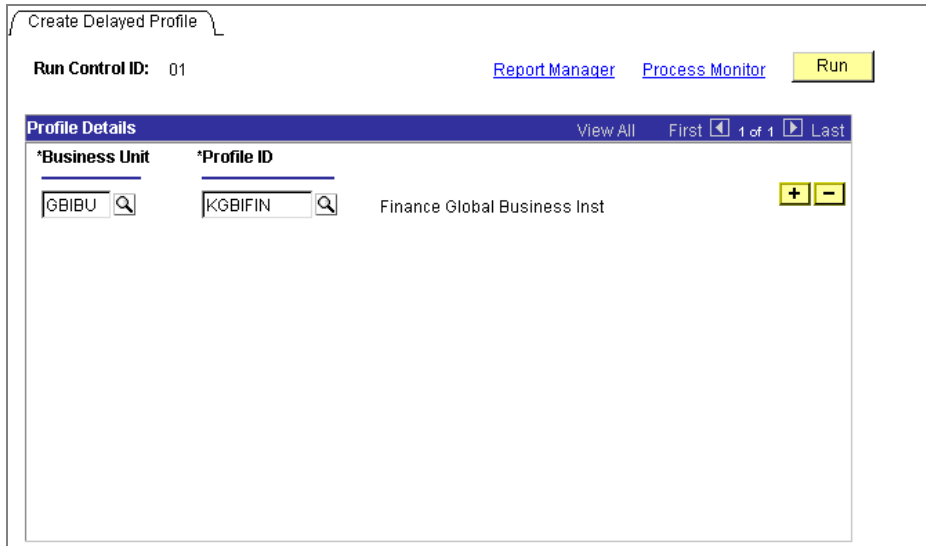 Create Delayed Profile
Run Control ID: 01 Report Manager Process Monitor Run
Profile Details View All First 1 of 1 Last
*Business Unit *Profile ID
GBIBU KGBIFIN Finance Global Business Inst + −